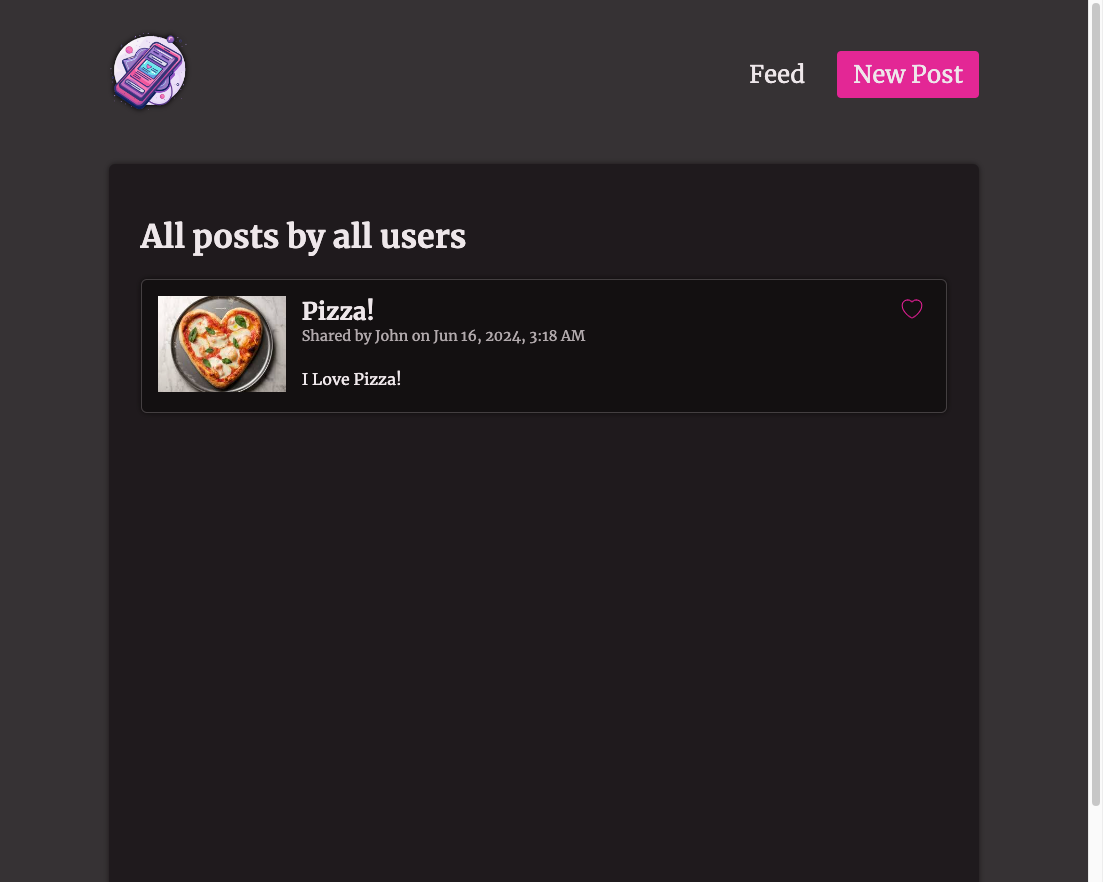 Feed
New Post
All posts by all users
Pizza!
Shared by John on Jun 16, 2024, 3:18 AM
I Love Pizza!